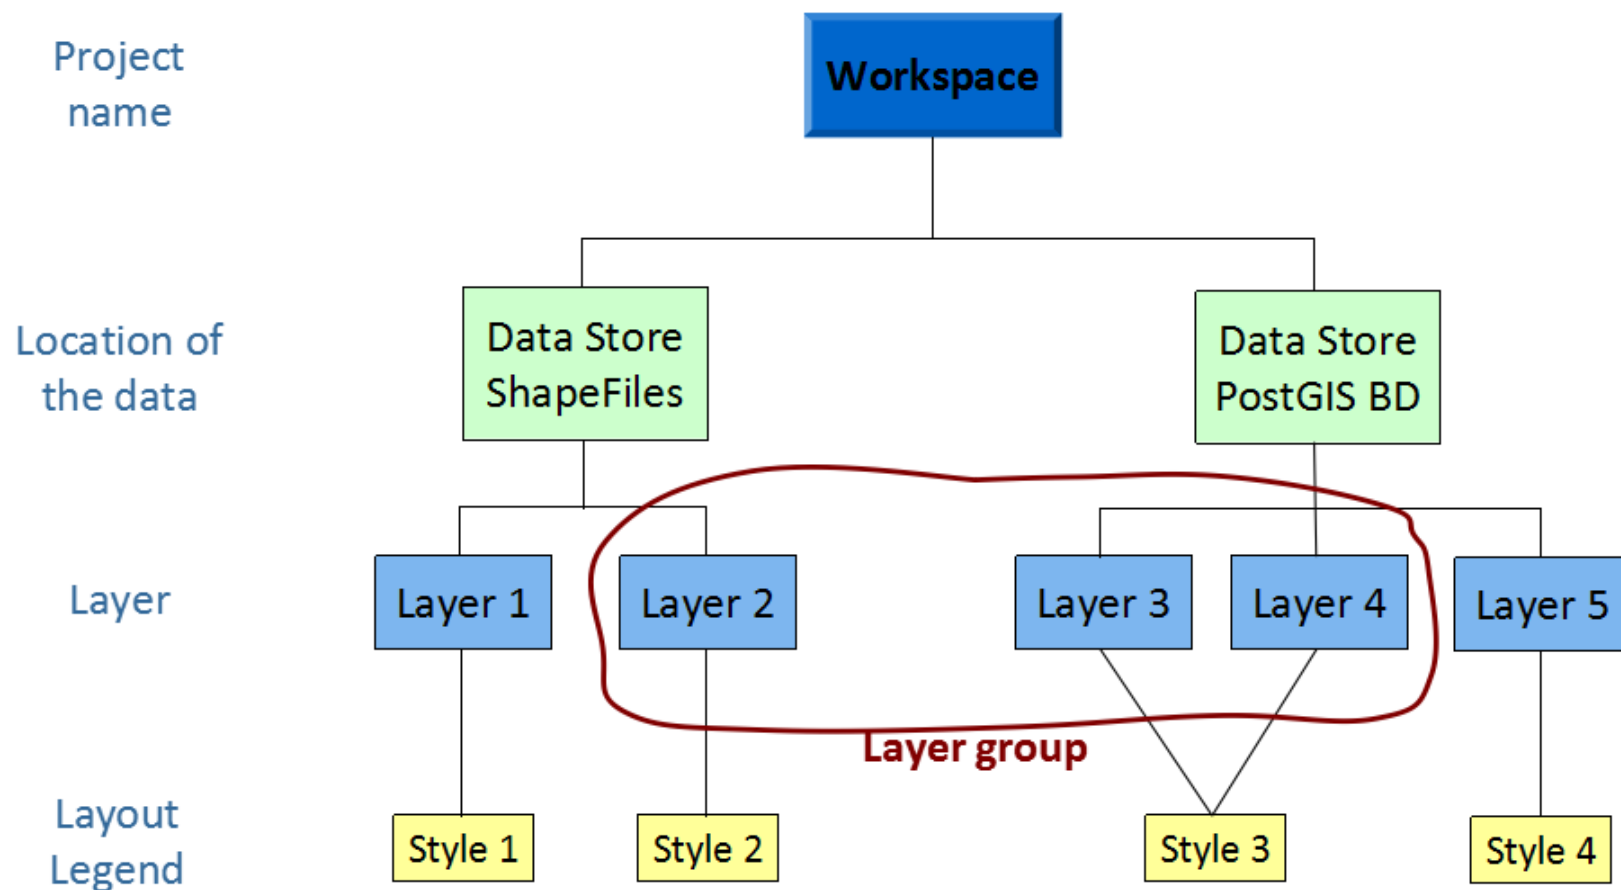 Project
name
Workspace
Location of
the data
Data Store
ShapeFiles
Data Store
PostGIS BD
Layer
Layer 1
Layer 2
Layer 3
Layer 4
Layer 5
Layer group
Layout
Legend
Style 1
Style 2
Style 3
Style 4